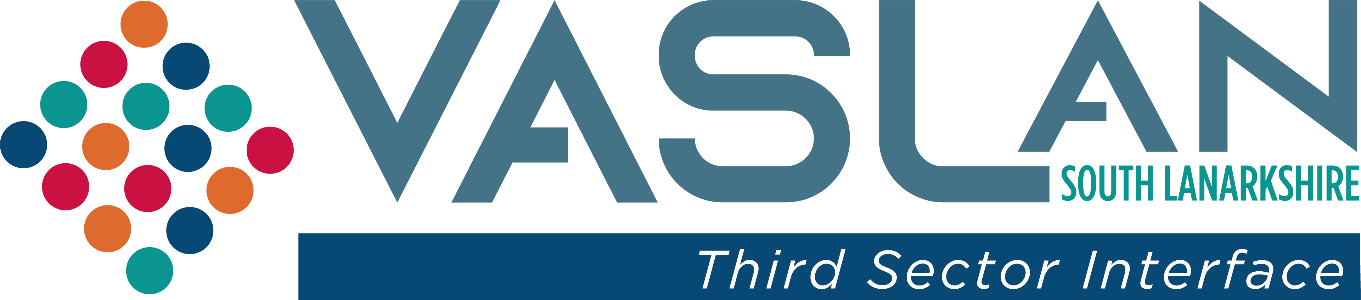 VASLAN
SOUTH LANARKSHIRE
Third Sector Interface